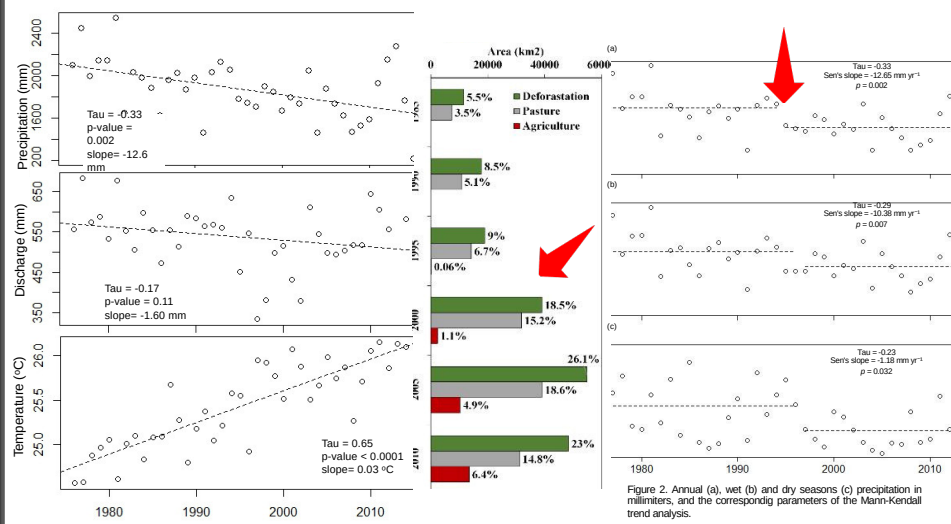 Precipitation (mm)
2400
2000
1600
200
Tau = -0.33
p-value =
0.002
slope= -12.6
mm
Discharge (mm)
650
550
450
350
Tau = -0.17
p-value = 0.11
slope= -1.60 mm
Temperature (ºC)
26.0
25.5
25.0
Tau = 0.65
p-value < 0.0001
slope= 0.03 ºC
1980
1990
2000
2010
Area (km2)
0
20000
40000
6000
Deforastation
Pasture
Agriculture
5.5%
3.5%
1990
8.5%
5.1%
1995
9%
6.7%
0.06%
2000
18.5%
15.2%
1.1%
2005
26.1%
18.6%
4.9%
2010
23%
14.8%
6.4%
(a)
Tau = -0.33
Sen's slope = -12.65 mm yr⁻¹
p = 0.002
(b)
Tau = -0.29
Sen's slope = -10.38 mm yr⁻¹
p = 0.007
(c)
Tau = -0.23
Sen's slope = -1.18 mm yr⁻¹
p = 0.032
1980
1990
2000
2010
Figure 2. Annual (a), wet (b) and dry seasons (c) precipitation in
millimiters, and the correspondig parameters of the Mann-Kendall
trend analysis.